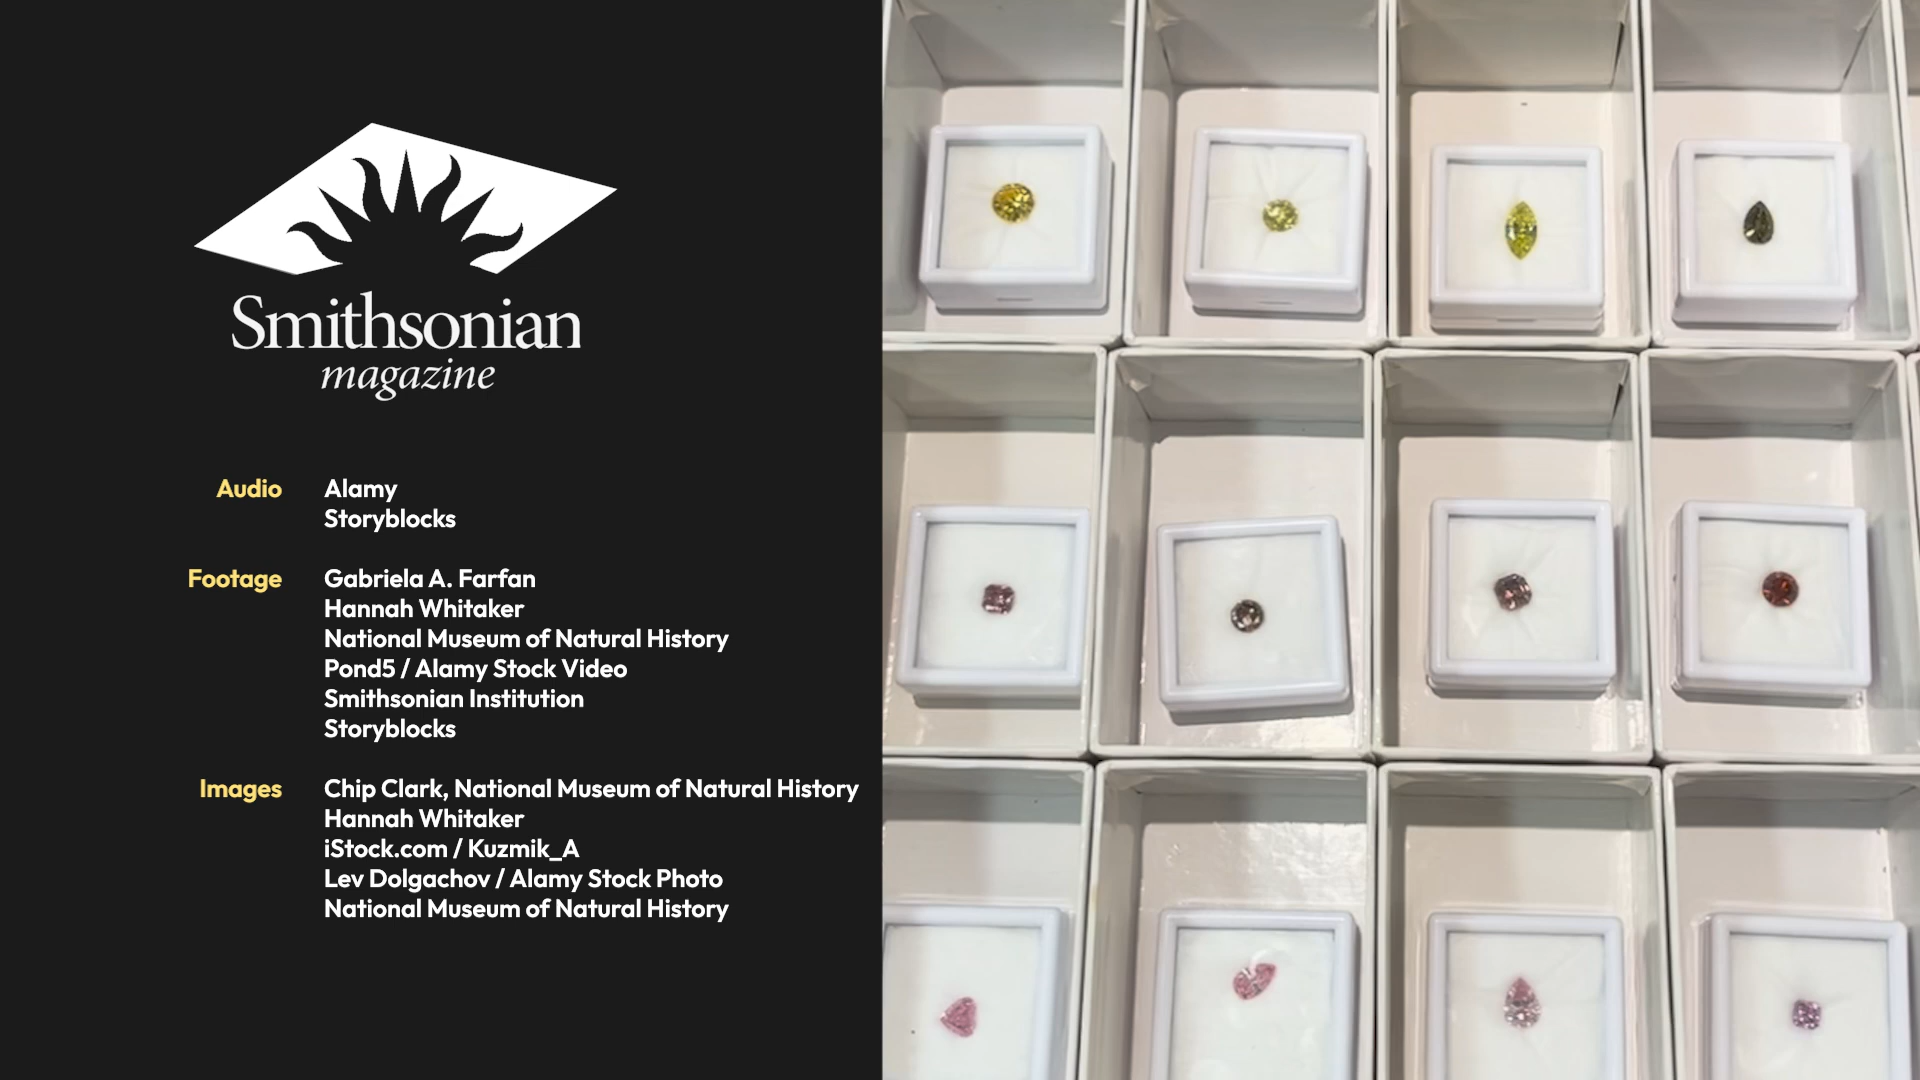 Smithsonian
magazine
Audio
Alamy
Storyblocks
Footage
Gabriela A. Farfan
Hannah Whitaker
National Museum of Natural History
Pond5 / Alamy Stock Video
Smithsonian Institution
Storyblocks
Images
Chip Clark, National Museum of Natural History
Hannah Whitaker
iStock.com / Kuzmik_A
Lev Dolgachov / Alamy Stock Photo
National Museum of Natural History